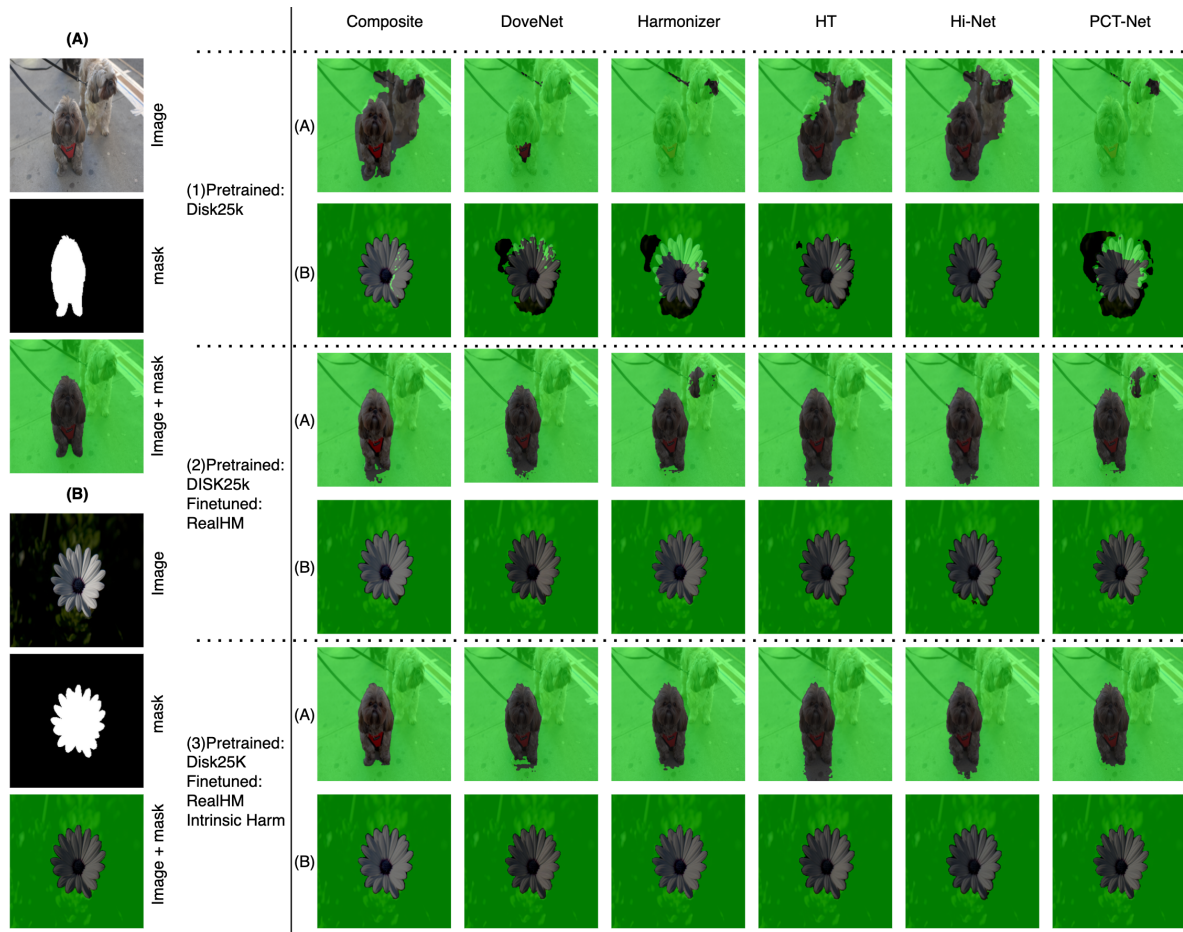 Composite DoveNet Harmonizer HT Hi-Net PCT-Net
(A)
Image
mask
Image + mask
(B)
Image
mask
Image + mask
(1)Pretrained:
Disk25k
(A)
(B)
(2)Pretrained:
DISK25k
Finetuned:
RealHM
(A)
(B)
(3)Pretrained:
Disk25K
Finetuned:
RealHM
Intrinsic Harm
(A)
(B)